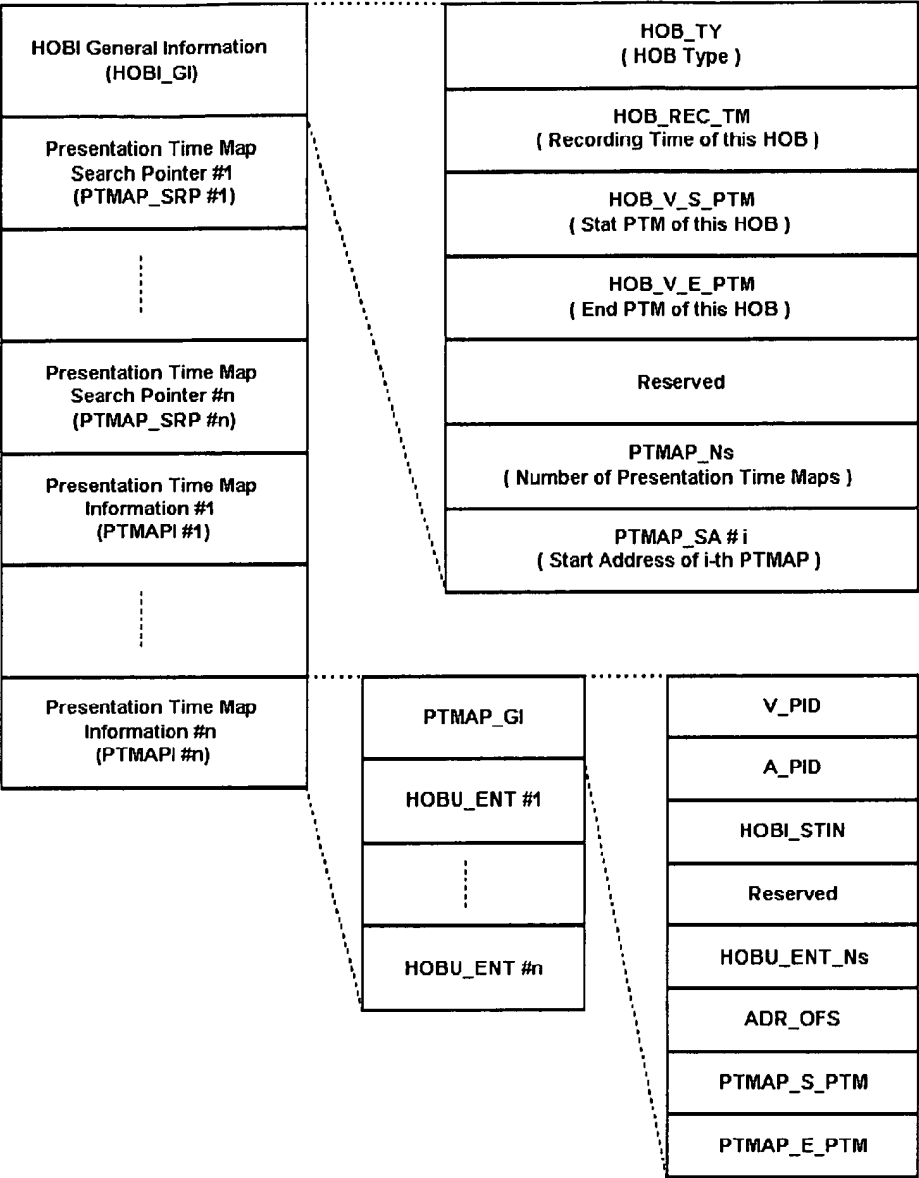 HOBI General Information
(HOBI_GI)
Presentation Time Map
Search Pointer #1
(PTMAP_SRP #1)
Presentation Time Map
Search Pointer #n
(PTMAP_SRP #n)
Presentation Time Map
Information #1
(PTMAPI #1)
Presentation Time Map
Information #n
(PTMAPI #n)
HOB_TY
( HOB Type )
HOB_REC_TM
( Recording Time of this HOB )
HOB_V_S_PTM
( Stat PTM of this HOB )
HOB_V_E_PTM
( End PTM of this HOB )
Reserved
PTMAP_Ns
( Number of Presentation Time Maps )
PTMAP_SA # i
( Start Address of i-th PTMAP )
PTMAP_GI
HOBU_ENT #1
HOBU_ENT #n
V_PID
A_PID
HOBI_STIN
Reserved
HOBU_ENT_Ns
ADR_OFS
PTMAP_S_PTM
PTMAP_E_PTM